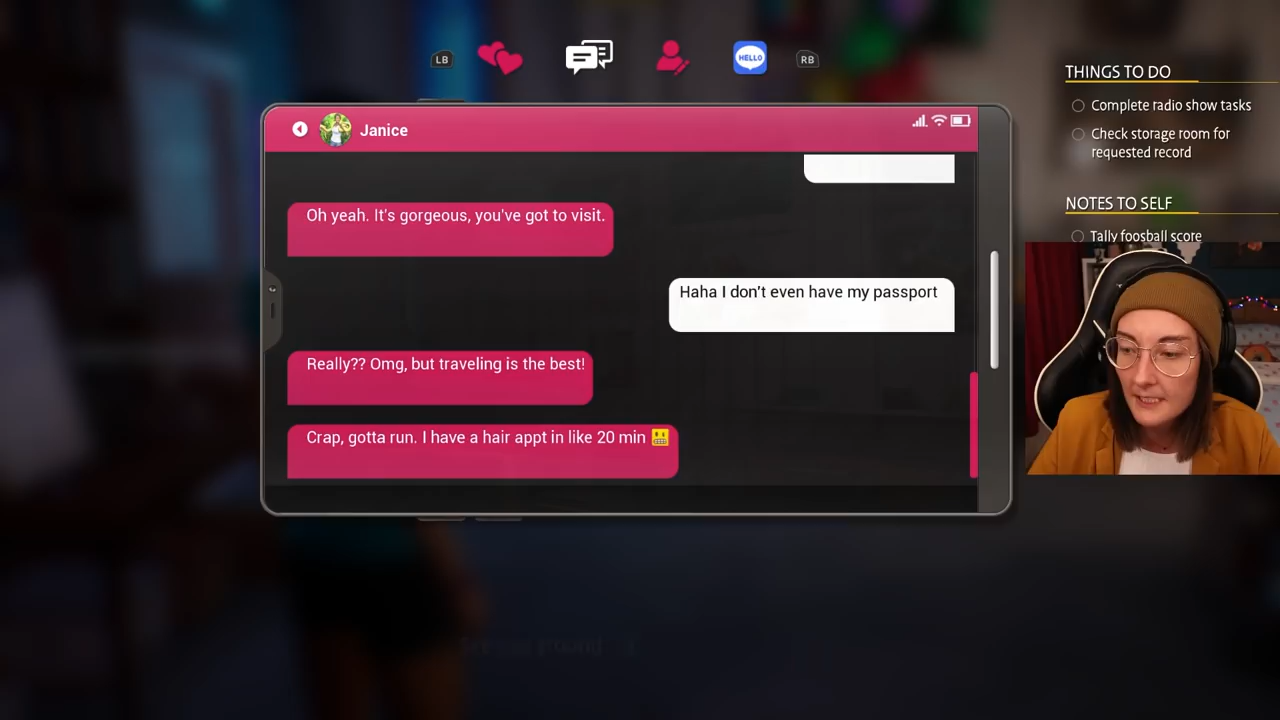 LB
HELLO
RB
THINGS TO DO
Complete radio show tasks
Check storage room for
requested record
NOTES TO SELF
Tally foosball score
Janice
Oh yeah. It's gorgeous, you've got to visit.
Haha I don't even have my passport
Really?? Omg, but traveling is the best!
Crap, gotta run. I have a hair appt in like 20 min 😬